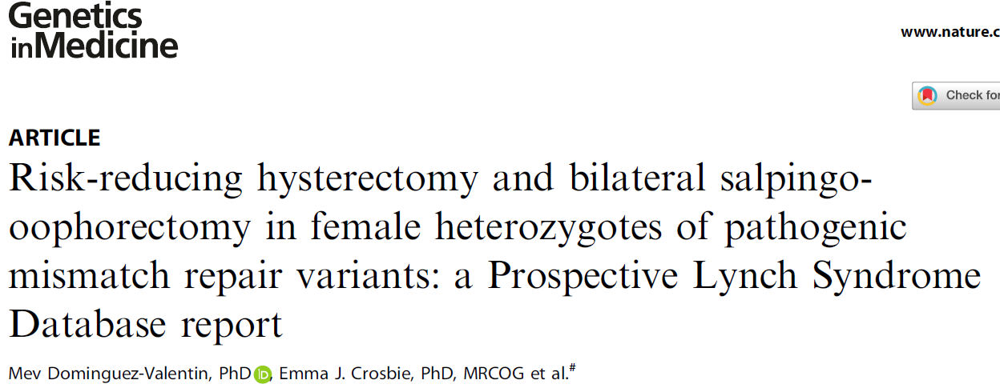 Genetics
inMedicine
www.nature.c
Check for
ARTICLE
Risk-reducing hysterectomy and bilateral salpingo-
oophorectomy in female heterozygotes of pathogenic
mismatch repair variants: a Prospective Lynch Syndrome
Database report
Mev Dominguez-Valentin, PhD iD, Emma J. Crosbie, PhD, MRCOG et al.#